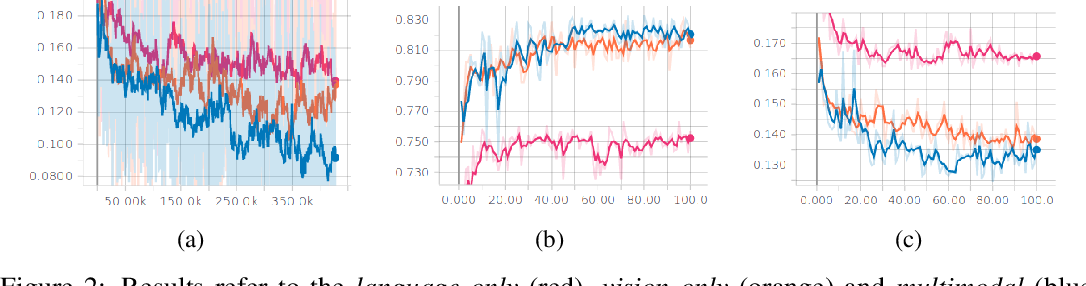 0.180
0.160
0.140
0.120
0.100
0.0800
50.00k 150.0k 250.0k 350.0k
(a)
0.830
0.810
0.790
0.770
0.750
0.730
0.000 20.00 40.00 60.00 80.00 100.0
(b)
0.170
0.160
0.150
0.140
0.130
0.000 20.00 40.00 60.00 80.00 100.0
(c)
Figure 2: Results refer to the language only (red), vision only (orange) and multimodal (blue